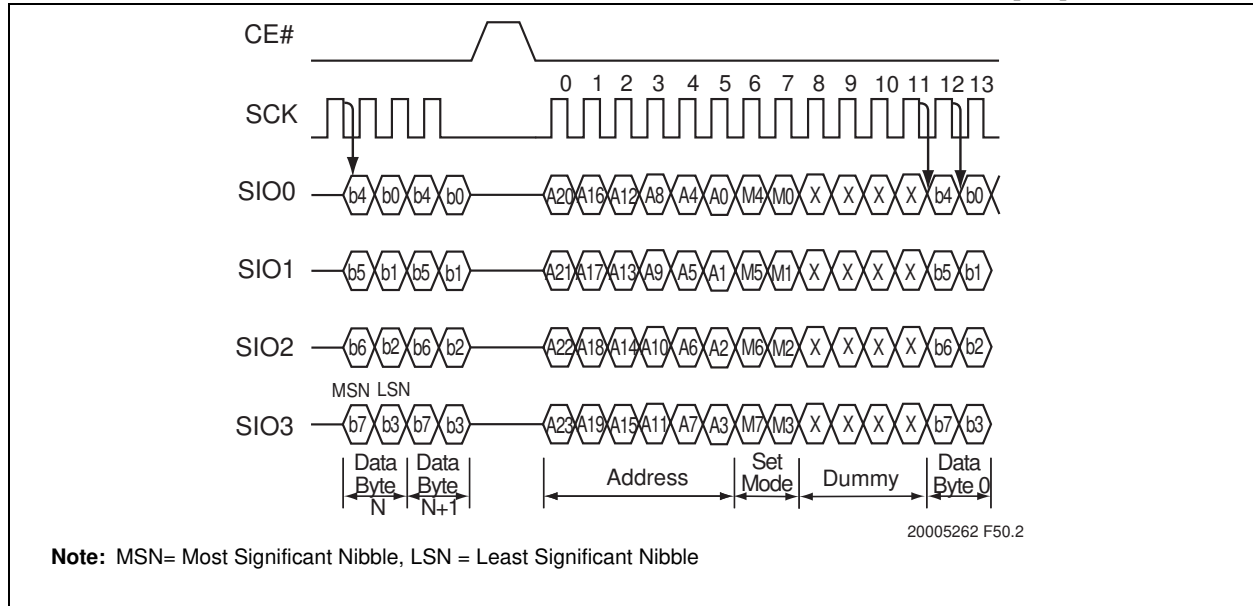 CE#
0 1 2 3 4 5 6 7 8 9 10 11 12 13
SCK
SIO0 b4 b0 b4 b0 A20 A16 A12 A8 A4 A0 M4 M0 X X X X b4 b0
SIO1 b5 b1 b5 b1 A21 A17 A13 A9 A5 A1 M5 M1 X X X X b5 b1
SIO2 b6 b2 b6 b2 A22 A18 A14 A10 A6 A2 M6 M2 X X X X b6 b2
MSN LSN
SIO3 b7 b3 b7 b3 A23 A19 A15 A11 A7 A3 M7 M3 X X X X b7 b3
Data Byte N
Data Byte N+1
Address
Set Mode
Dummy
Data Byte 0
20005262 F50.2
Note: MSN= Most Significant Nibble, LSN = Least Significant Nibble